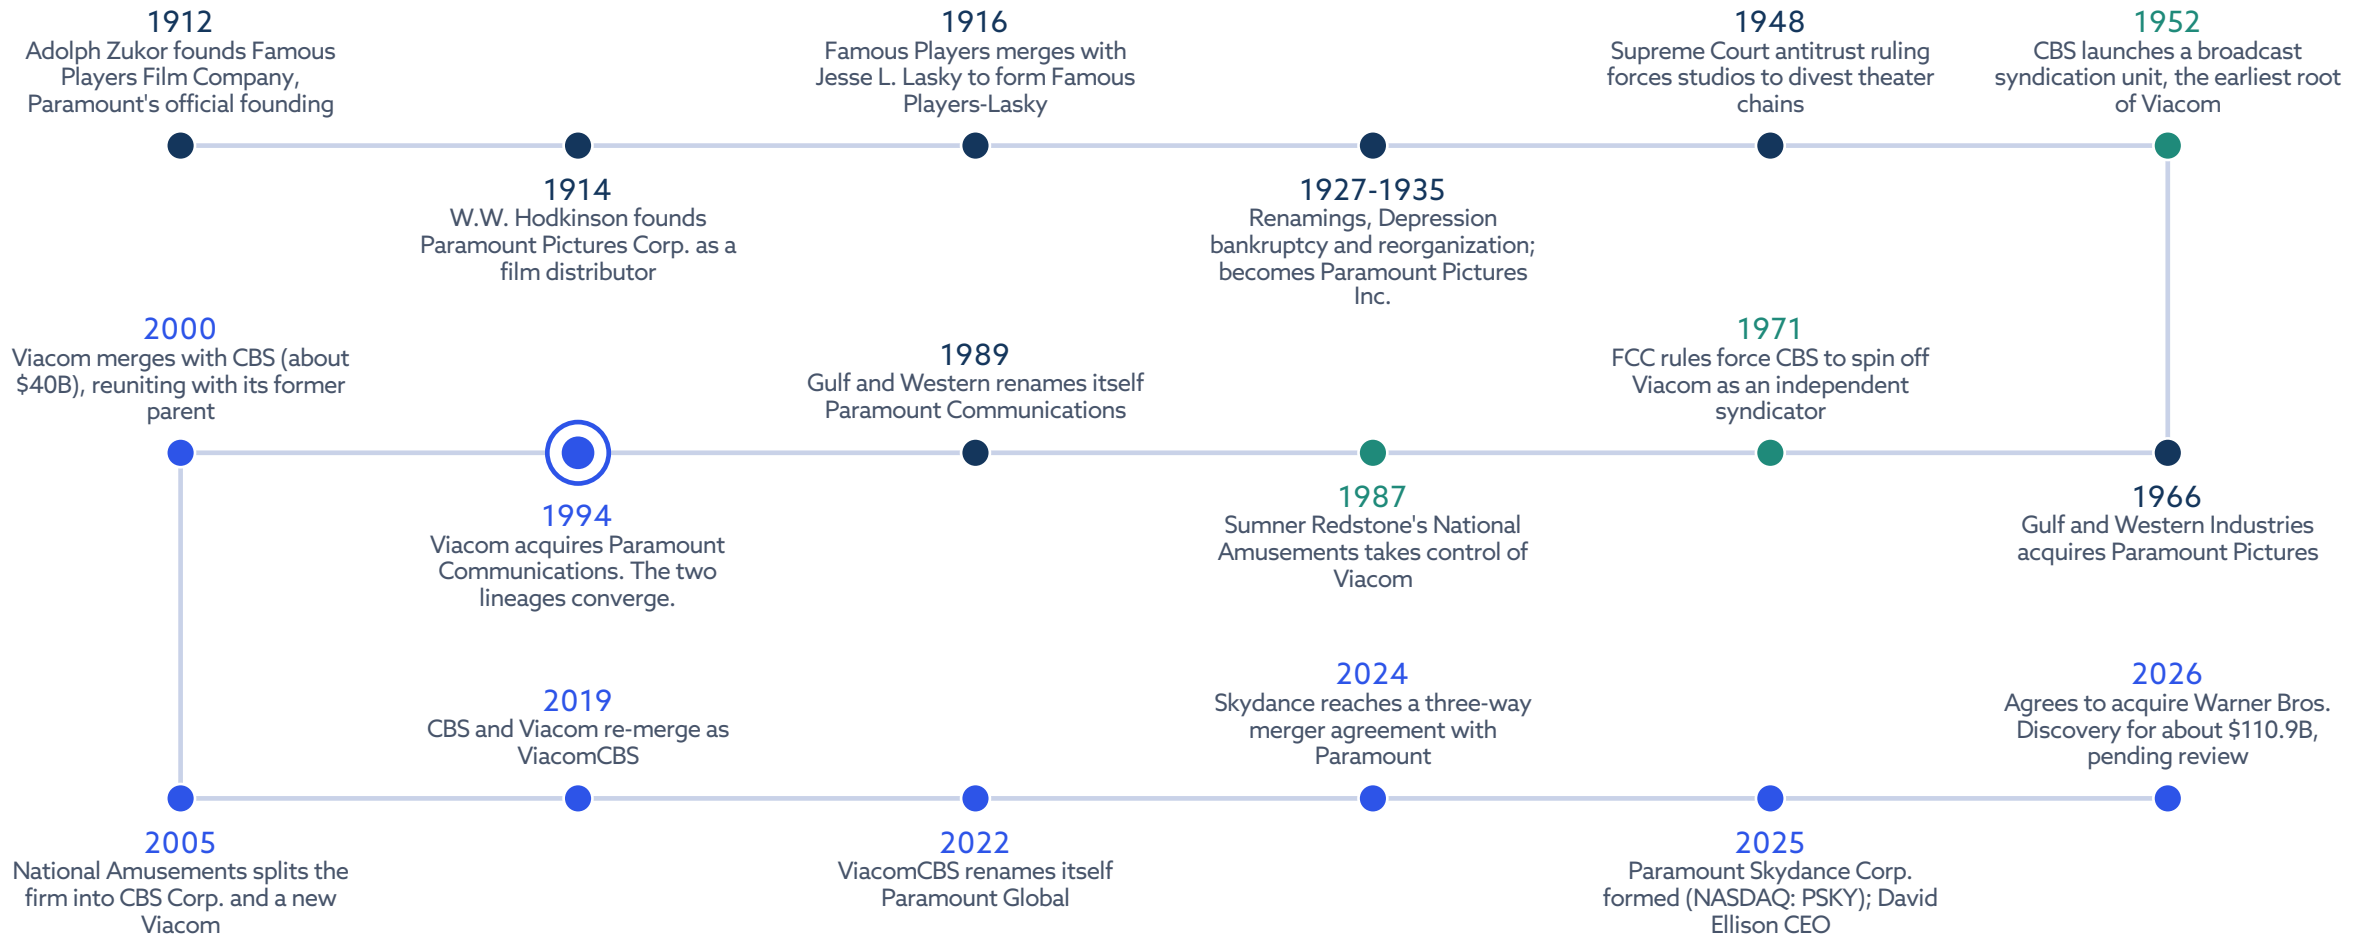 1912
Adolph Zukor founds Famous
Players Film Company,
Paramount's official founding
1914
W.W. Hodkinson founds
Paramount Pictures Corp. as a
film distributor
1916
Famous Players merges with
Jesse L. Lasky to form Famous
Players-Lasky
1927-1935
Renamings, Depression
bankruptcy and reorganization;
becomes Paramount Pictures
Inc.
1948
Supreme Court antitrust ruling
forces studios to divest theater
chains
1952
CBS launches a broadcast
syndication unit, the earliest root
of Viacom
1966
Gulf and Western Industries
acquires Paramount Pictures
1971
FCC rules force CBS to spin off
Viacom as an independent
syndicator
1987
Sumner Redstone's National
Amusements takes control of
Viacom
1989
Gulf and Western renames itself
Paramount Communications
1994
Viacom acquires Paramount
Communications. The two
lineages converge.
2000
Viacom merges with CBS (about
$40B), reuniting with its former
parent
2005
National Amusements splits the
firm into CBS Corp. and a new
Viacom
2019
CBS and Viacom re-merge as
ViacomCBS
2022
ViacomCBS renames itself
Paramount Global
2024
Skydance reaches a three-way
merger agreement with
Paramount
2025
Paramount Skydance Corp.
formed (NASDAQ: PSKY); David
Ellison CEO
2026
Agrees to acquire Warner Bros.
Discovery for about $110.9B,
pending review